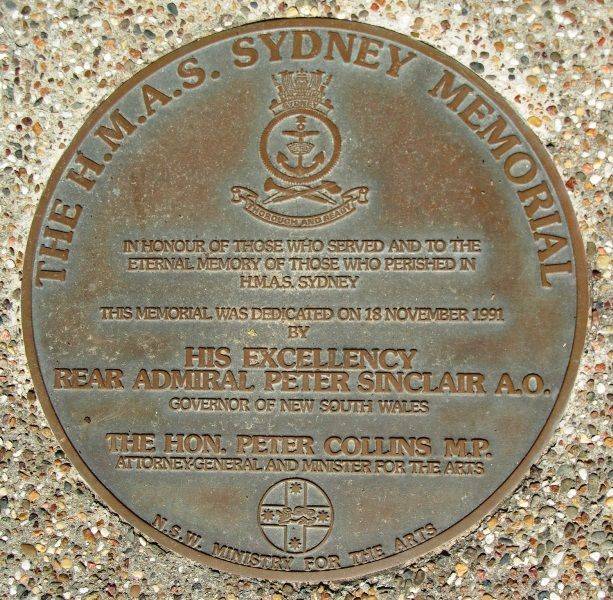 THE H.M.A.S. SYDNEY MEMORIAL
SYDNEY
THOROUGH AND READY
IN HONOUR OF THOSE WHO SERVED AND TO THE
ETERNAL MEMORY OF THOSE WHO PERISHED IN
H.M.A.S. SYDNEY
THIS MEMORIAL WAS DEDICATED ON 18 NOVEMBER 1991
BY
HIS EXCELLENCY
REAR ADMIRAL PETER SINCLAIR A.O.
GOVERNOR OF NEW SOUTH WALES
THE HON. PETER COLLINS M.P.
ATTORNEY-GENERAL AND MINISTER FOR THE ARTS
N.S.W. MINISTRY FOR THE ARTS